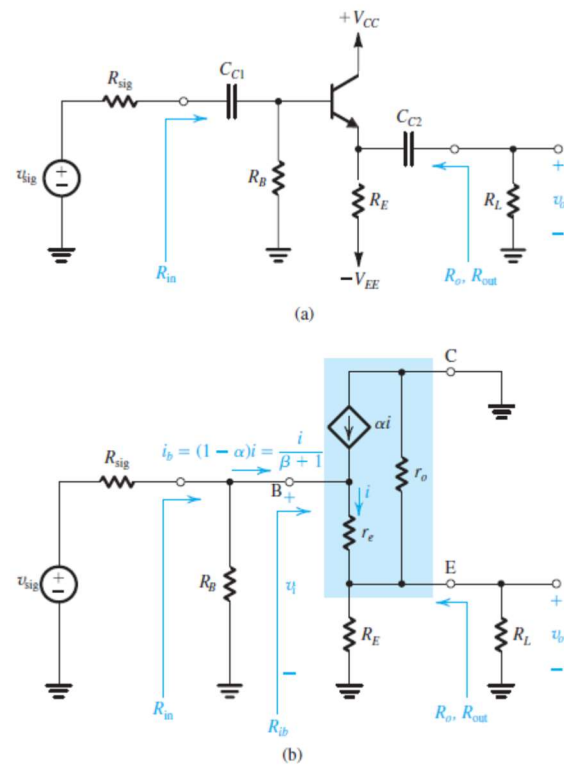 +V_CC
C_C1
R_sig
C_C2
v_sig
+
−
R_B
R_E
R_L
+
v_o
−
R_in
−V_EE
R_o, R_out
(a)
C
αi
i_b = (1 − α)i = i / (β + 1)
R_sig
r_o
B
+
i
r_e
E
v_sig
+
−
R_B
v_i
R_E
R_L
+
v_o
−
−
R_in
R_ib
R_o, R_out
(b)